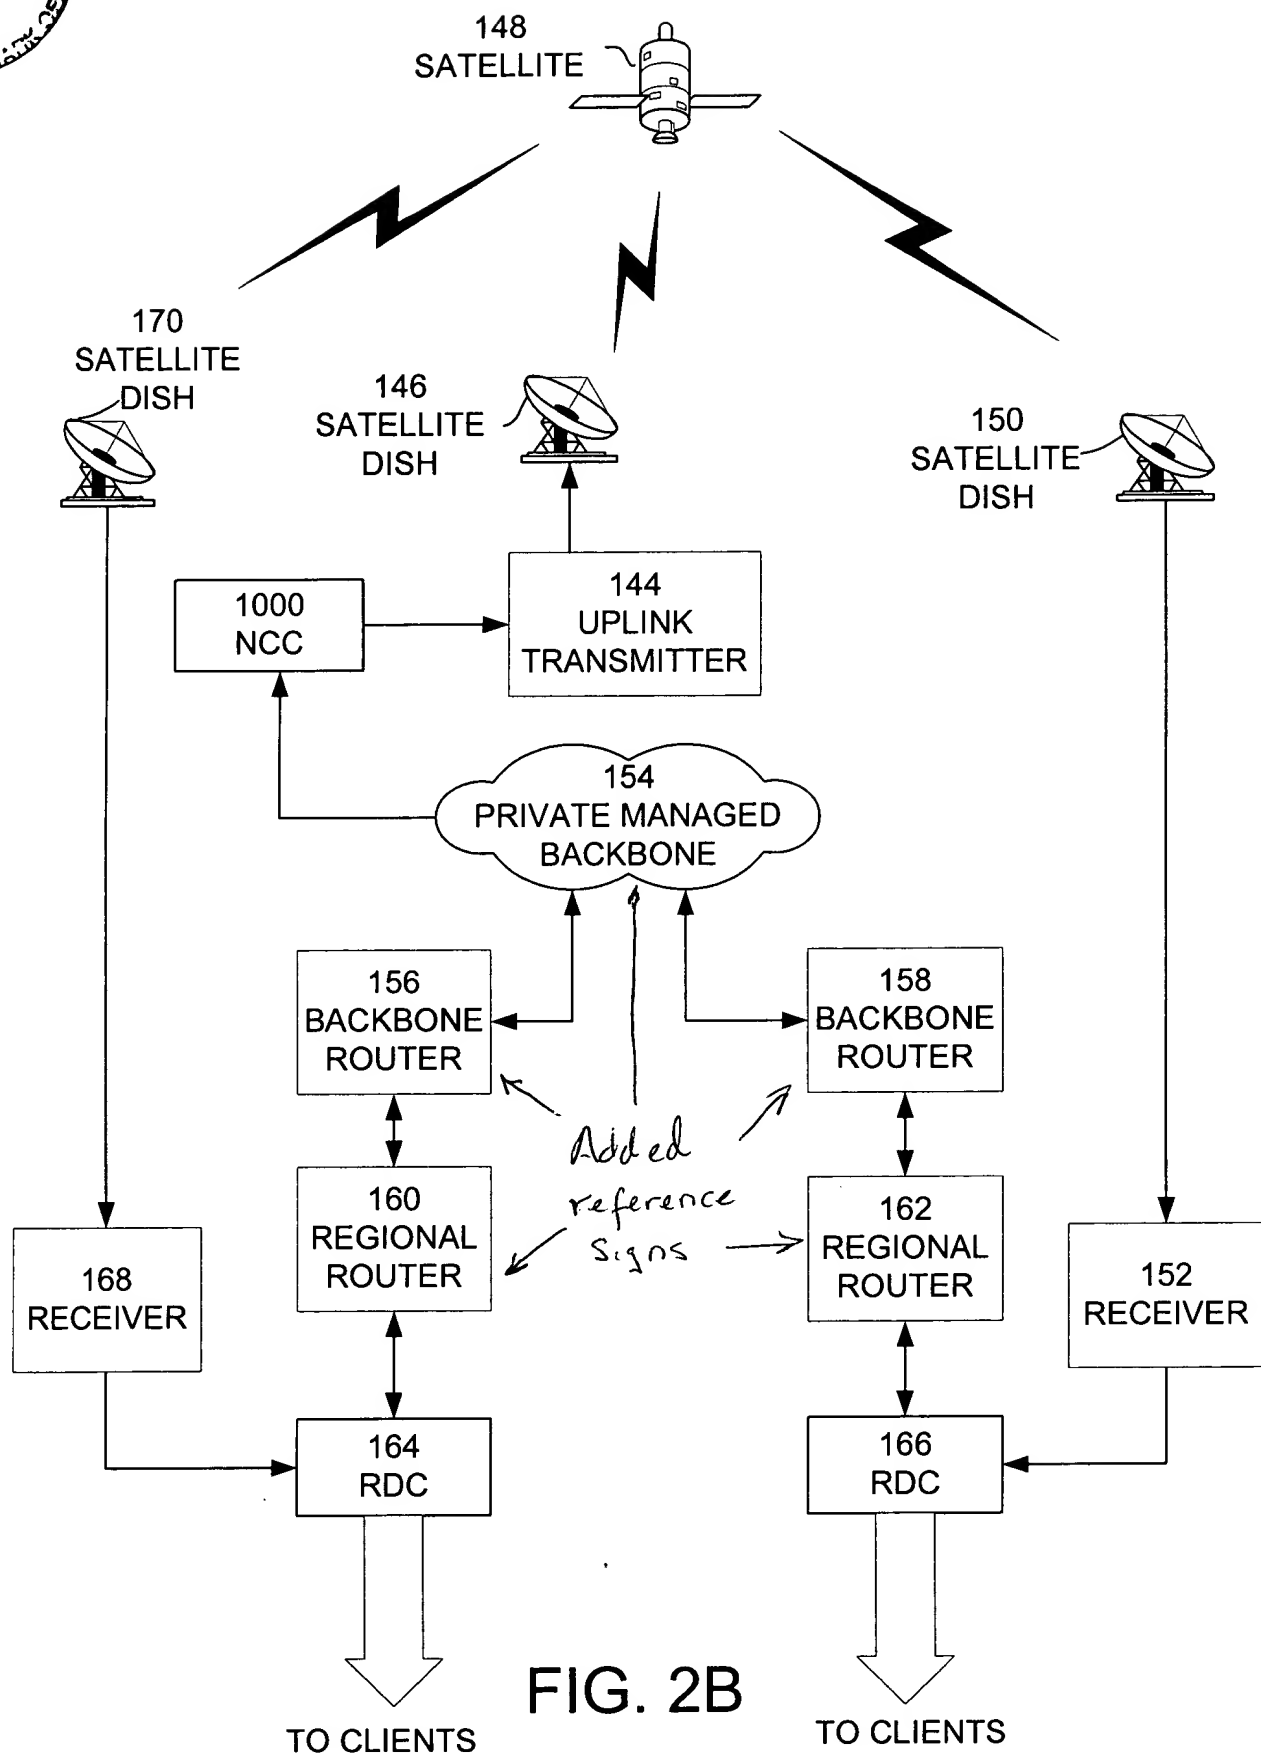 148
SATELLITE
170
SATELLITE
DISH
146
SATELLITE
DISH
150
SATELLITE
DISH
1000
NCC
144
UPLINK
TRANSMITTER
154
PRIVATE MANAGED
BACKBONE
156
BACKBONE
ROUTER
158
BACKBONE
ROUTER
Added
reference
signs
160
REGIONAL
ROUTER
162
REGIONAL
ROUTER
168
RECEIVER
152
RECEIVER
164
RDC
166
RDC
FIG. 2B
TO CLIENTS
TO CLIENTS